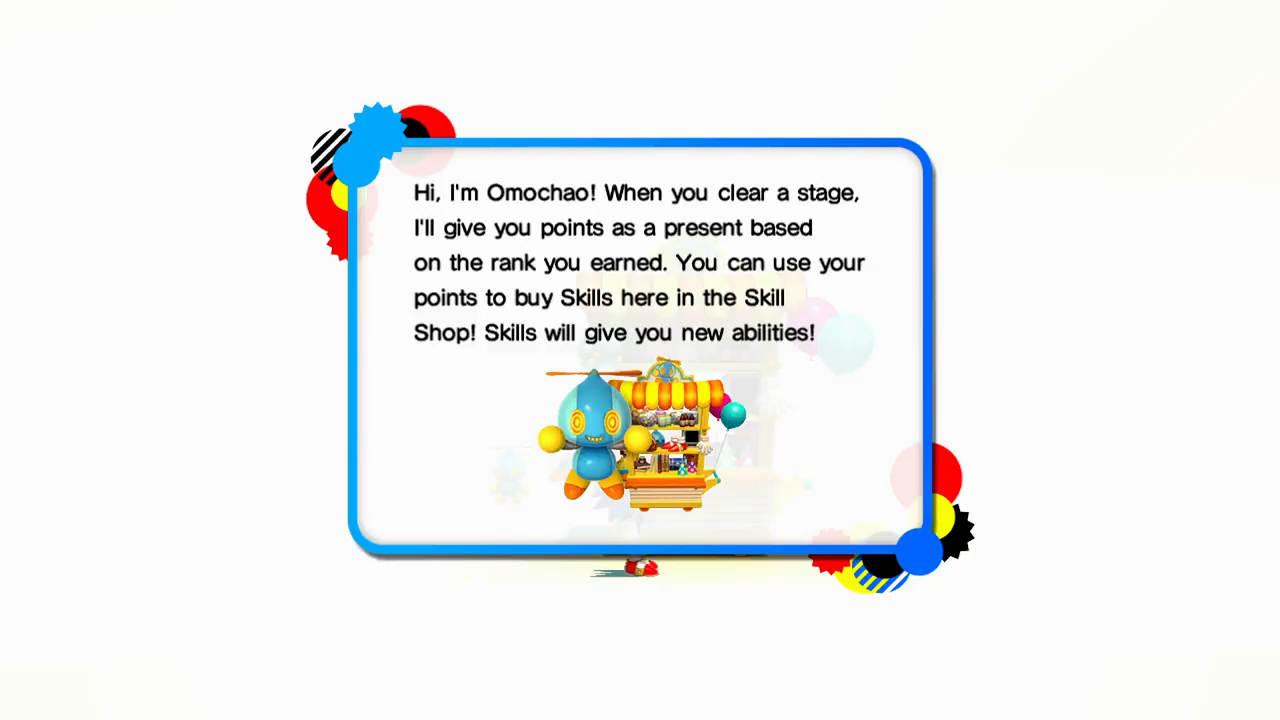 Hi, I'm Omochao! When you clear a stage,
I'll give you points as a present based
on the rank you earned. You can use your
points to buy Skills here in the Skill
Shop! Skills will give you new abilities!